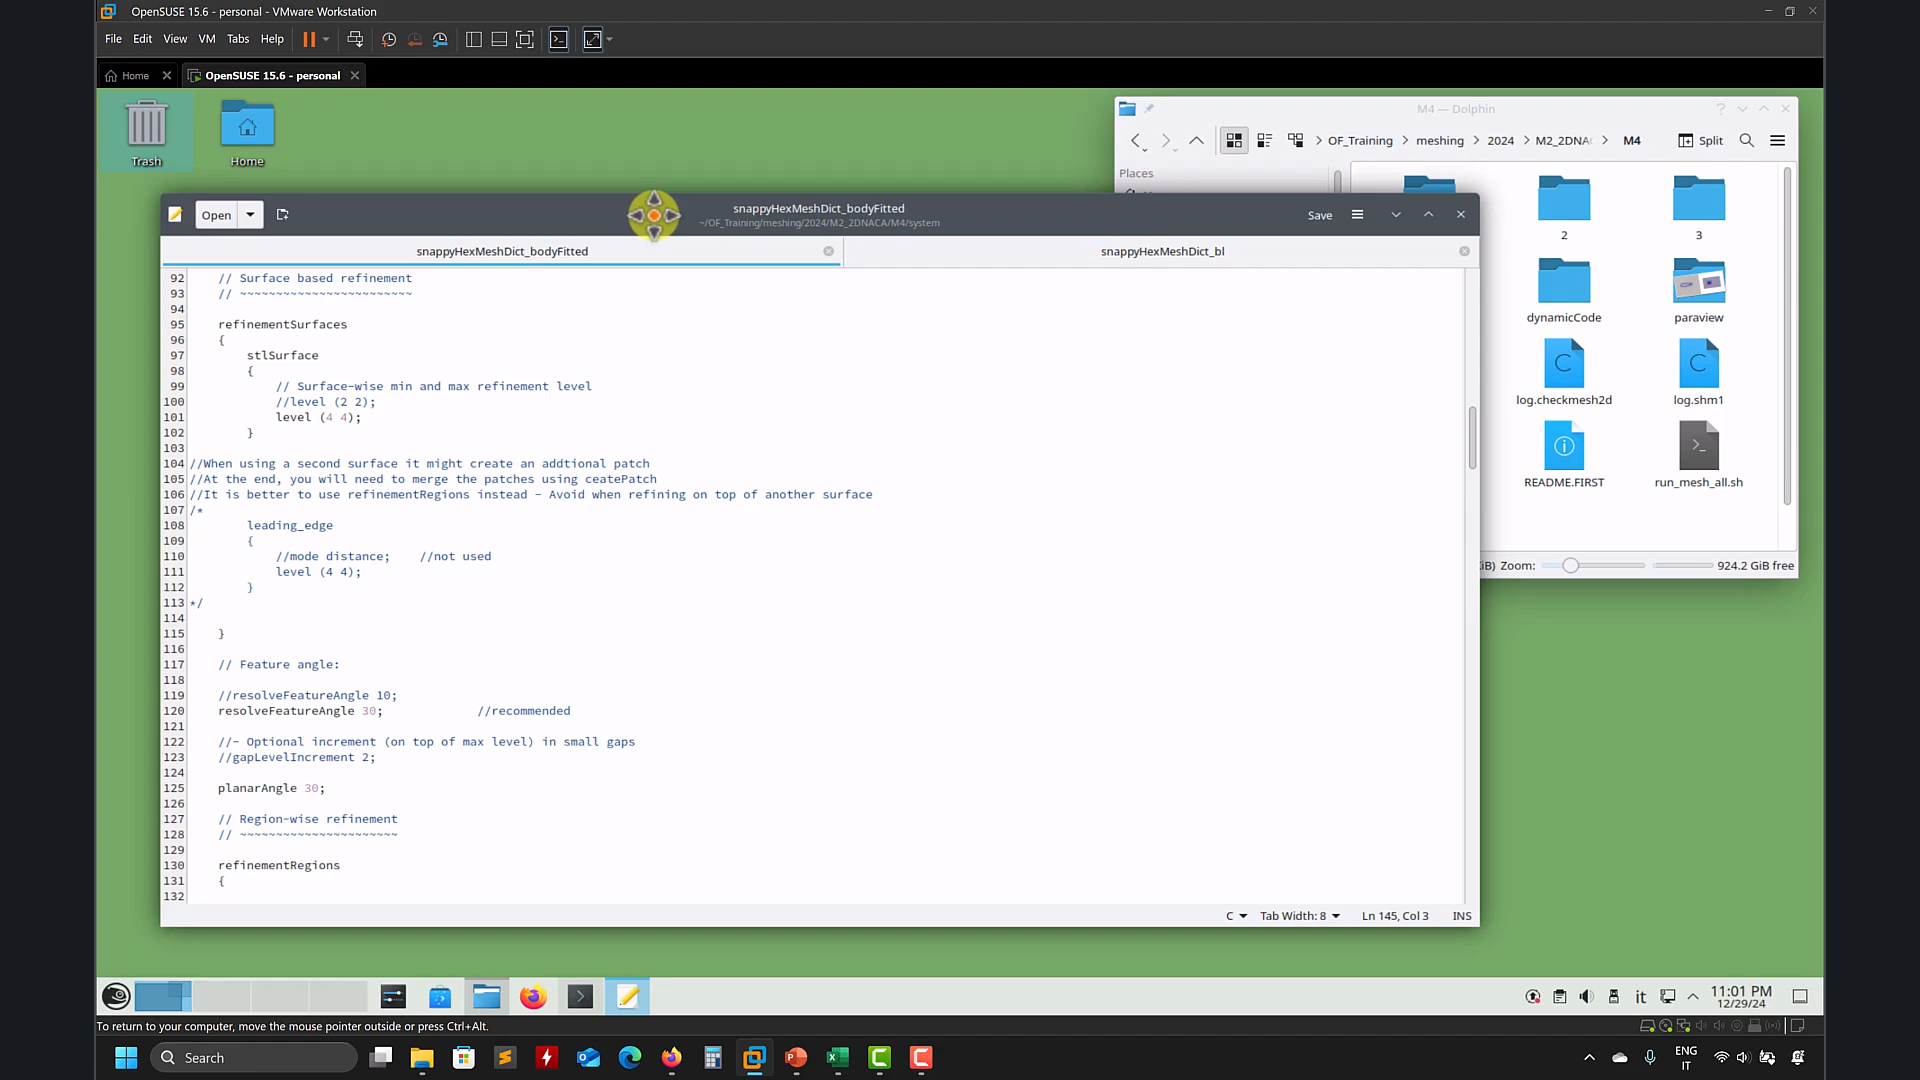 OpenSUSE 15.6 - personal - VMware Workstation
File Edit View VM Tabs Help
Home
OpenSUSE 15.6 - personal
Trash
Home
M4 — Dolphin
OF_Training
meshing
2024
M2_2DNA
M4
Split
Places
2
3
dynamicCode
paraview
log.checkmesh2d
log.shm1
README.FIRST
run_mesh_all.sh
Zoom:
924.2 GiB free
Open
snappyHexMeshDict_bodyFitted
~/OF_Training/meshing/2024/M2_2DNACA/M4/system
Save
snappyHexMeshDict_bodyFitted
snappyHexMeshDict_bl
92 // Surface based refinement
93 // ~~~~~~~~~~~~~~~~~~~~~~~~
94
95 refinementSurfaces
96 {
97 stlSurface
98 {
99 // Surface-wise min and max refinement level
100 //level (2 2);
101 level (4 4);
102 }
103
104 //When using a second surface it might create an addtional patch
105 //At the end, you will need to merge the patches using ceatePatch
106 //It is better to use refinementRegions instead - Avoid when refining on top of another surface
107 /*
108 leading_edge
109 {
110 //mode distance; //not used
111 level (4 4);
112 }
113 */
114
115 }
116
117 // Feature angle:
118
119 //resolveFeatureAngle 10;
120 resolveFeatureAngle 30; //recommended
121
122 //- Optional increment (on top of max level) in small gaps
123 //gapLevelIncrement 2;
124
125 planarAngle 30;
126
127 // Region-wise refinement
128 // ~~~~~~~~~~~~~~~~~~~~~~
129
130 refinementRegions
131 {
132
C
Tab Width: 8
Ln 145, Col 3
INS
it
11:01 PM
12/29/24
To return to your computer, move the mouse pointer outside or press Ctrl+Alt.
Search
ENG
IT